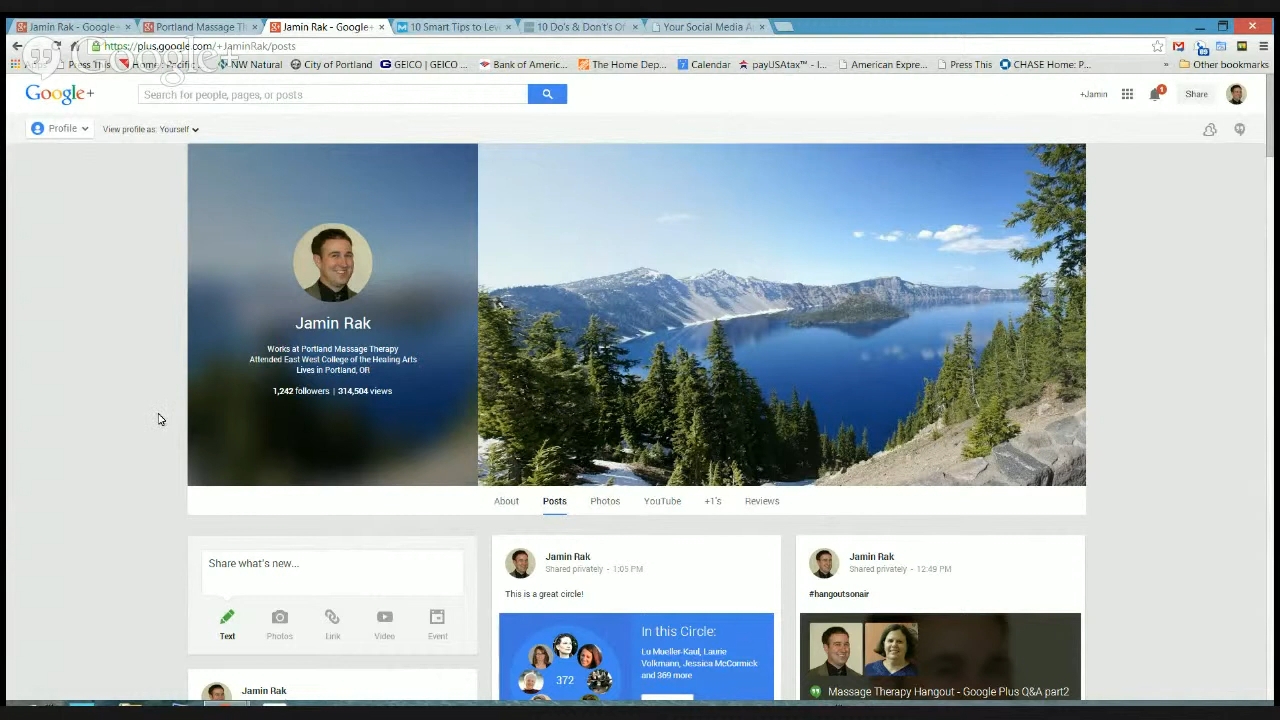 Jamin Rak - Google+
Portland Massage Th
Jamin Rak - Google+
10 Smart Tips to Lev
10 Do's & Don't's Of
Your Social Media A
https://plus.google.com/+JaminRak/posts
Google+
Press This
NW Natural
City of Portland
GEICO | GEICO ...
Bank of Americ...
The Home Dep...
Calendar
payUSAtax™ - I...
American Expre...
Press This
CHASE Home: P...
»
Other bookmarks
Google+
Search for people, pages, or posts
+Jamin
1
Share
Profile
View profile as: Yourself
Jamin Rak
Works at Portland Massage Therapy
Attended East West College of the Healing Arts
Lives in Portland, OR
1,242 followers | 314,504 views
About
Posts
Photos
YouTube
+1's
Reviews
Share what's new...
Text
Photos
Link
Video
Event
Jamin Rak
Jamin Rak
Shared privately - 1:05 PM
This is a great circle!
In this Circle:
Lu Mueller-Kaul, Laurie
Volkmann, Jessica McCormick
and 369 more
372
Jamin Rak
Shared privately - 12:49 PM
#hangoutsonair
Massage Therapy Hangout - Google Plus Q&A part2